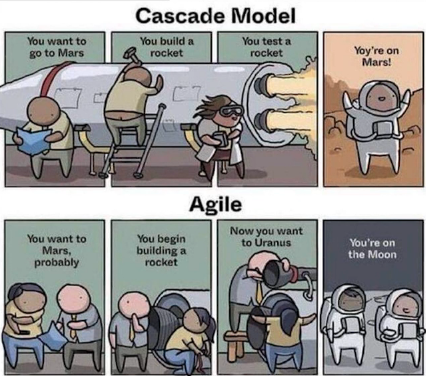 Cascade Model
You want to
go to Mars
You build a
rocket
You test a
rocket
Yoy're on
Mars!
Agile
You want to
Mars,
probably
You begin
building a
rocket
Now you want
to Uranus
You're on
the Moon